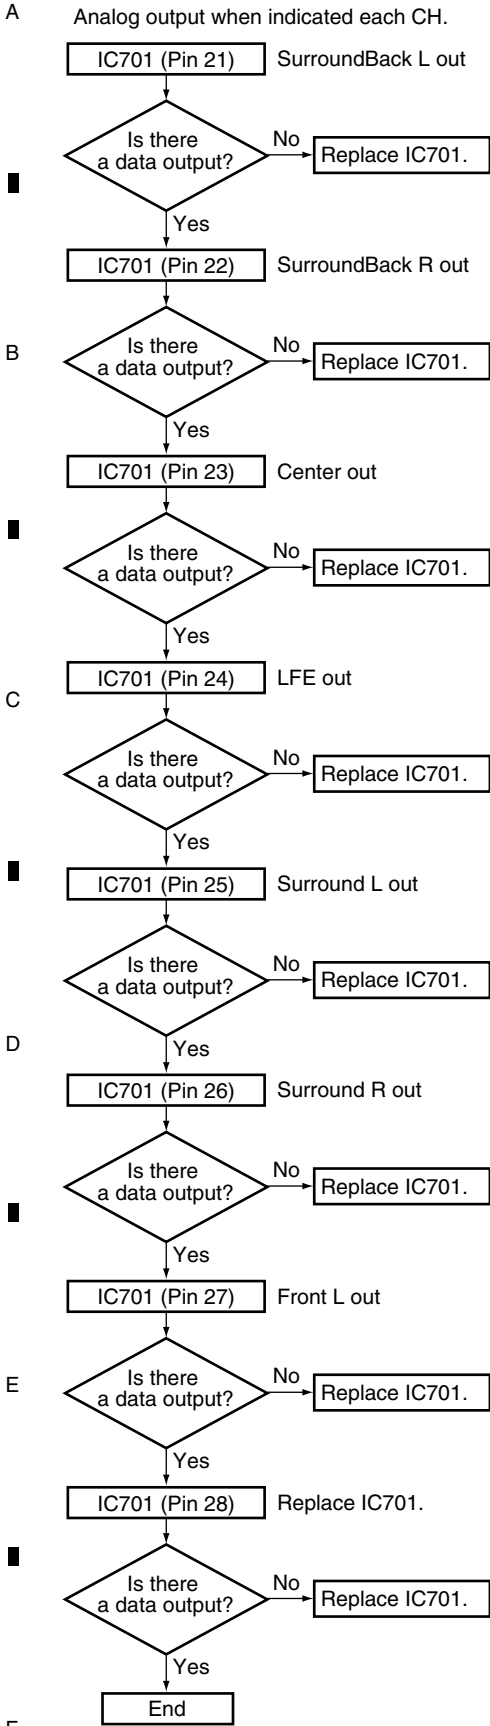 A
Analog output when indicated each CH.
IC701 (Pin 21)
SurroundBack L out
Is there
a data output?
No
Replace IC701.
Yes
IC701 (Pin 22)
SurroundBack R out
B
Is there
a data output?
No
Replace IC701.
Yes
IC701 (Pin 23)
Center out
Is there
a data output?
No
Replace IC701.
Yes
IC701 (Pin 24)
LFE out
C
Is there
a data output?
No
Replace IC701.
Yes
IC701 (Pin 25)
Surround L out
Is there
a data output?
No
Replace IC701.
D
Yes
IC701 (Pin 26)
Surround R out
Is there
a data output?
No
Replace IC701.
Yes
IC701 (Pin 27)
Front L out
E
Is there
a data output?
No
Replace IC701.
Yes
IC701 (Pin 28)
Replace IC701.
Is there
a data output?
No
Replace IC701.
Yes
End